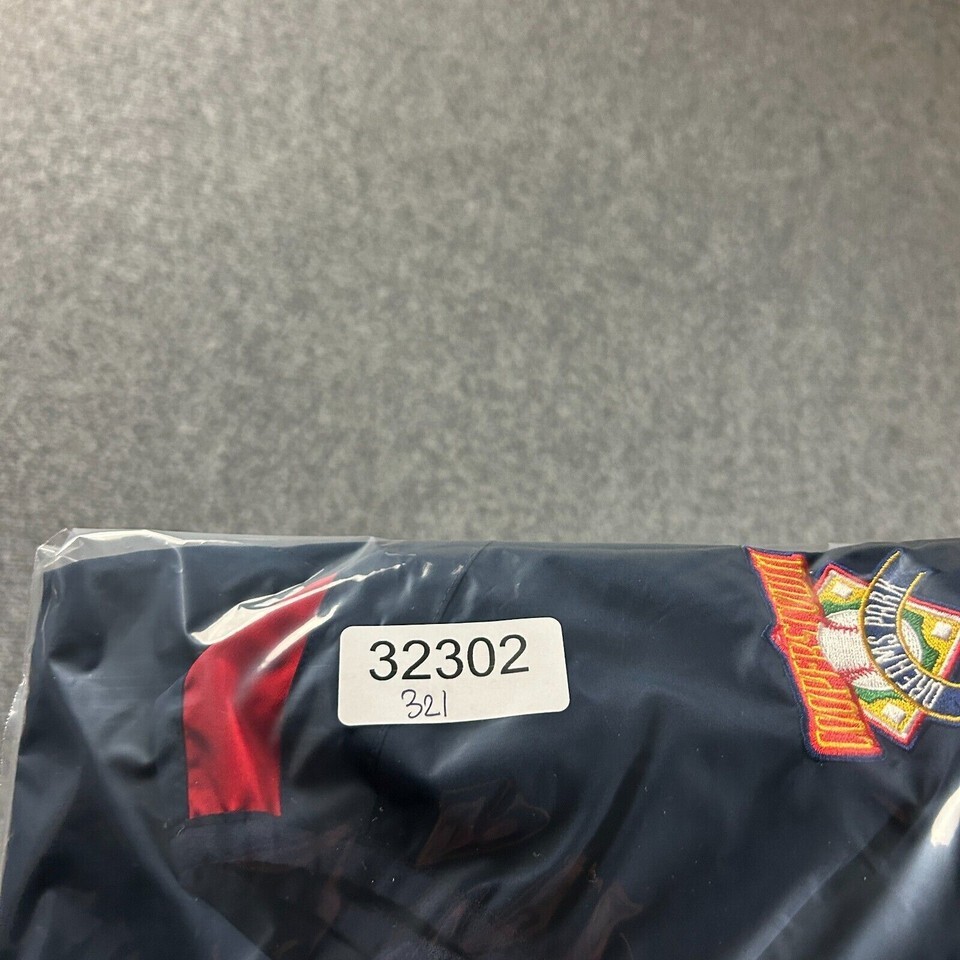 32302
321
COOPERSTOWN
DREAMS PARK